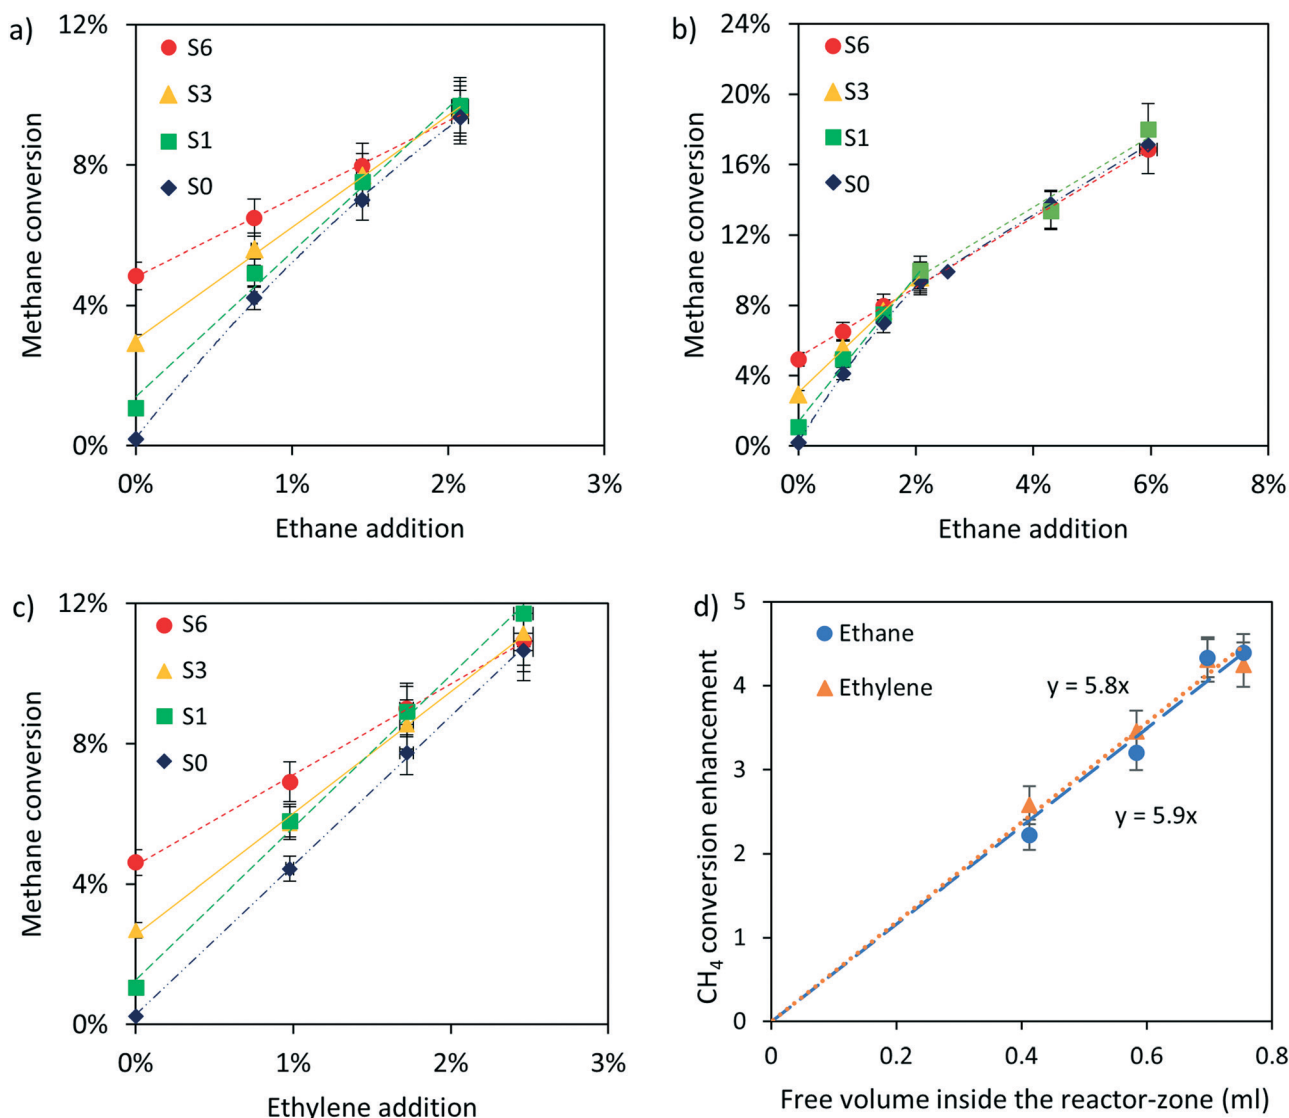 a)
12%
8%
4%
0%
Methane conversion
S6
S3
S1
S0
0% 1% 2% 3%
Ethane addition
b)
24%
20%
16%
12%
8%
4%
0%
Methane conversion
S6
S3
S1
S0
0% 2% 4% 6% 8%
Ethane addition
c)
12%
8%
4%
0%
Methane conversion
S6
S3
S1
S0
0% 1% 2% 3%
Ethylene addition
d)
5
4
3
2
1
0
CH₄ conversion enhancement
Ethane
Ethylene
y = 5.8x
y = 5.9x
0 0.2 0.4 0.6 0.8
Free volume inside the reactor-zone (ml)